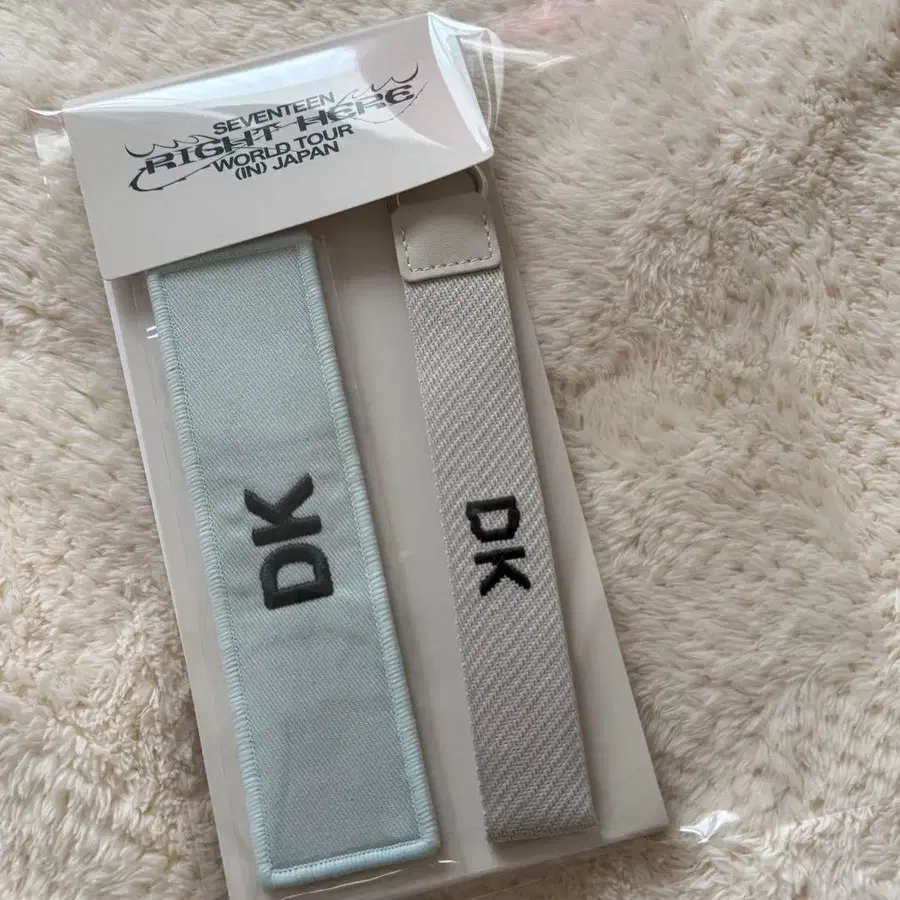 SEVENTEEN
RIGHT HERE
WORLD TOUR
(IN) JAPAN
DK
DK